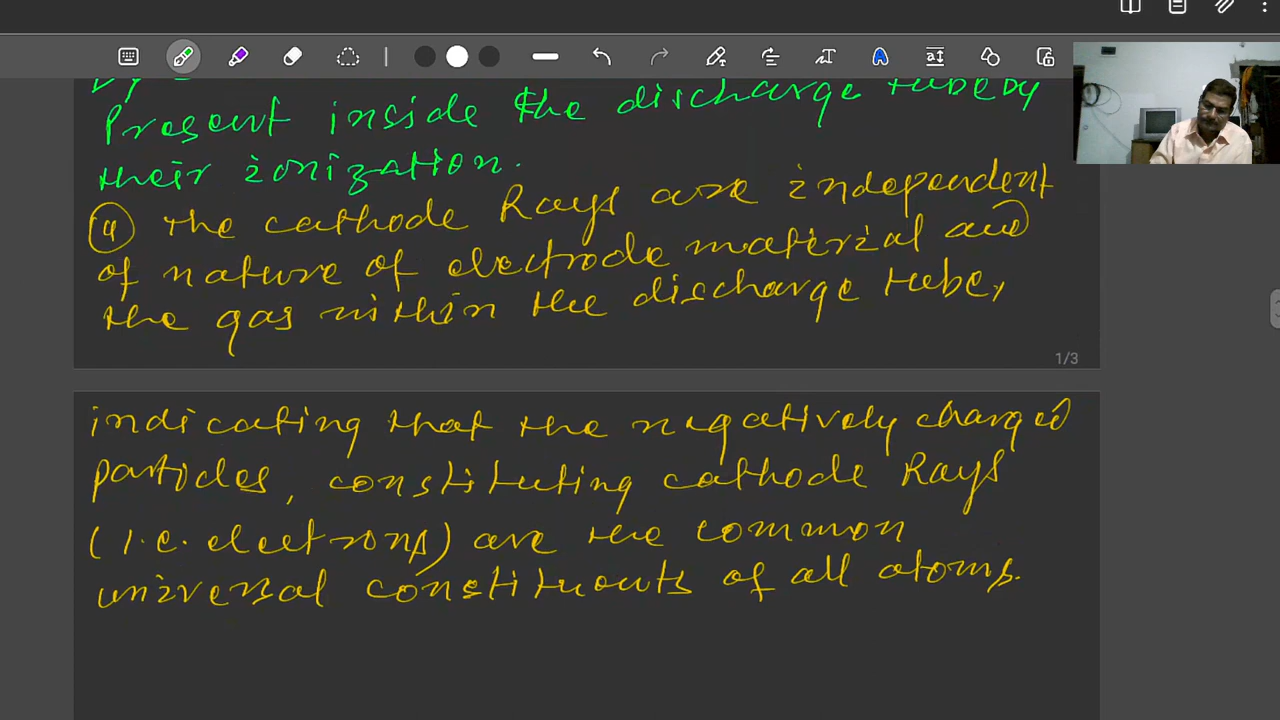 Present inside the discharge tube by
their ionization.
④ The cathode Rays are independent
of nature of electrode material and
the gas within the discharge tube,
1/3
indicating that the negatively charged
particles, constituting cathode Rays
(i.e. electrons) are the common
universal constituents of all atoms.